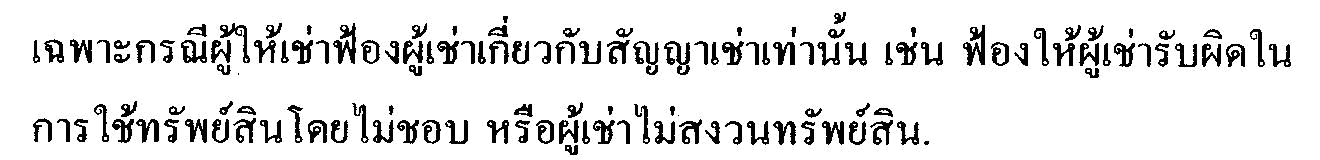 เฉพาะกรณีผู้ให้เช่าฟ้องผู้เช่าเกี่ยวกับสัญญาเช่าเท่านั้น เช่น ฟ้องให้ผู้เช่ารับผิดใน
การใช้ทรัพย์สินโดยไม่ชอบ หรือผู้เช่าไม่สงวนทรัพย์สิน.